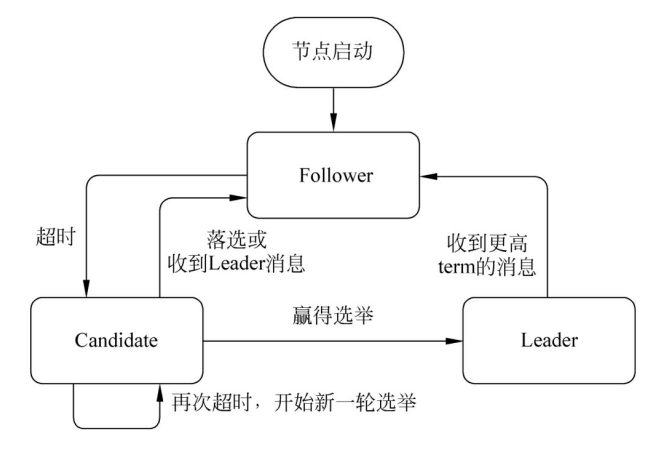 节点启动
Follower
超时
落选或
收到Leader消息
收到更高
term的消息
赢得选举
Candidate
Leader
再次超时，开始新一轮选举